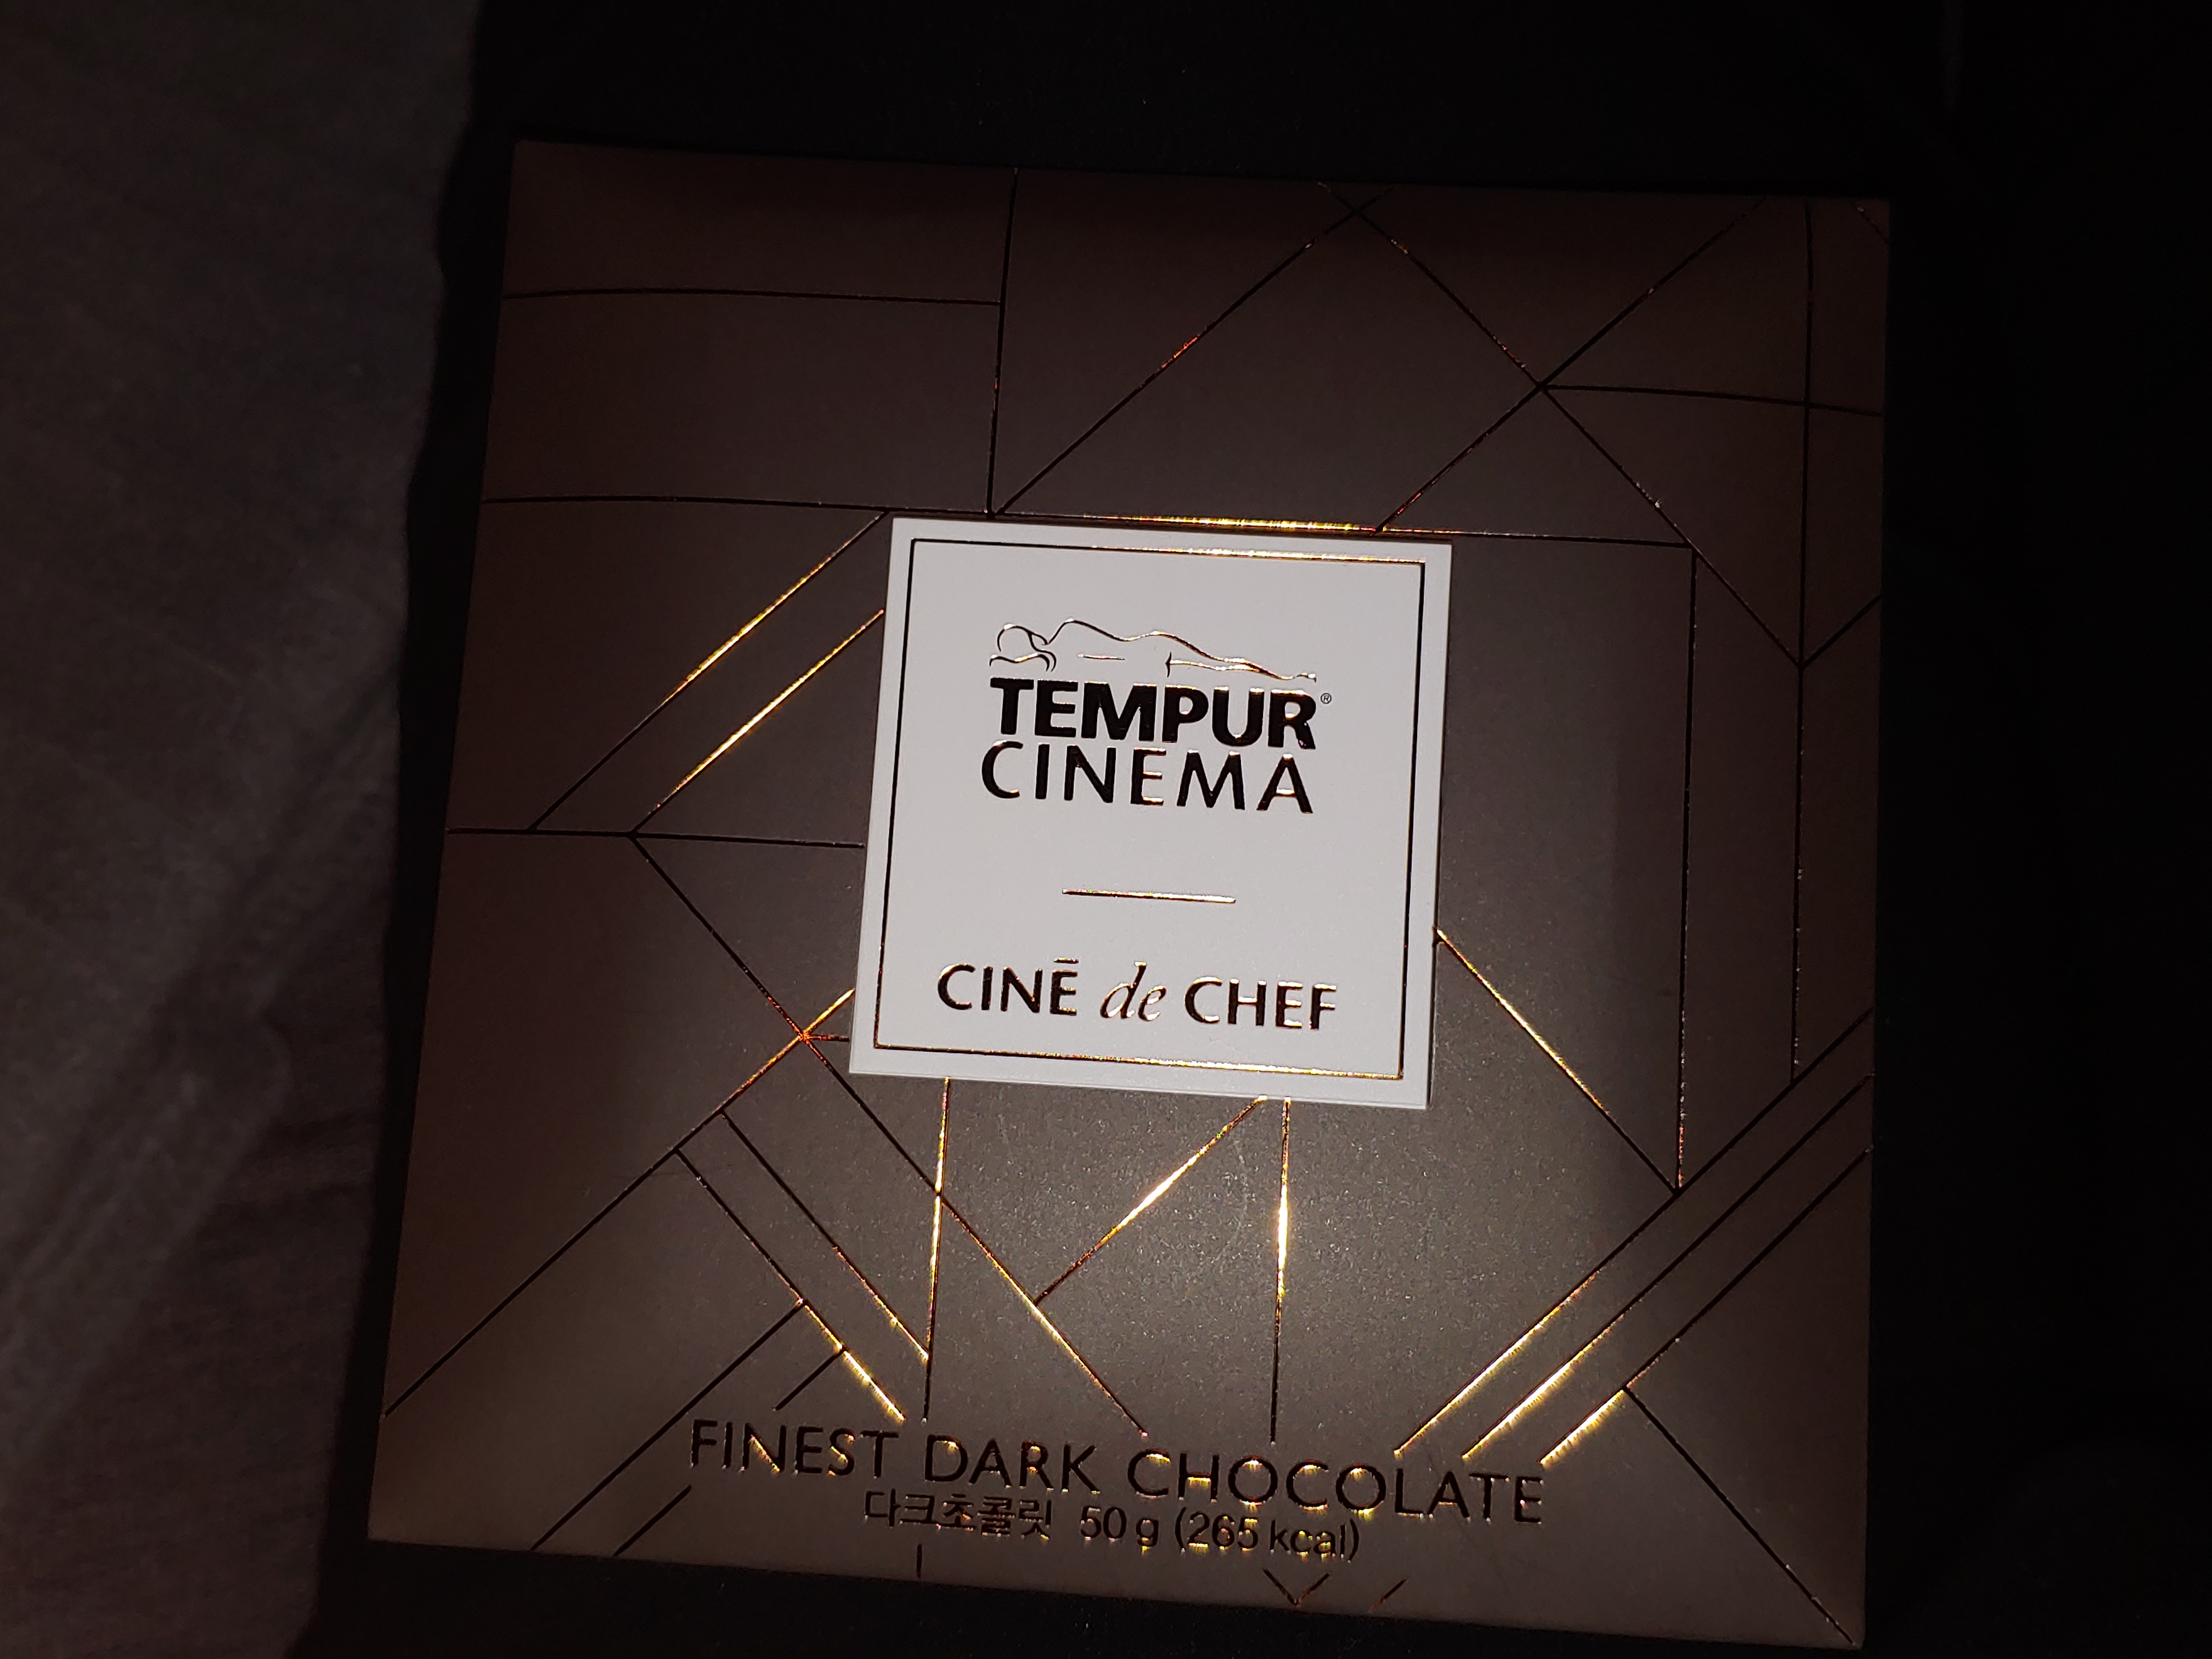 TEMPUR®
CINEMA
CINĒ de CHEF
FINEST DARK CHOCOLATE
다크초콜릿 50 g (265 kcal)